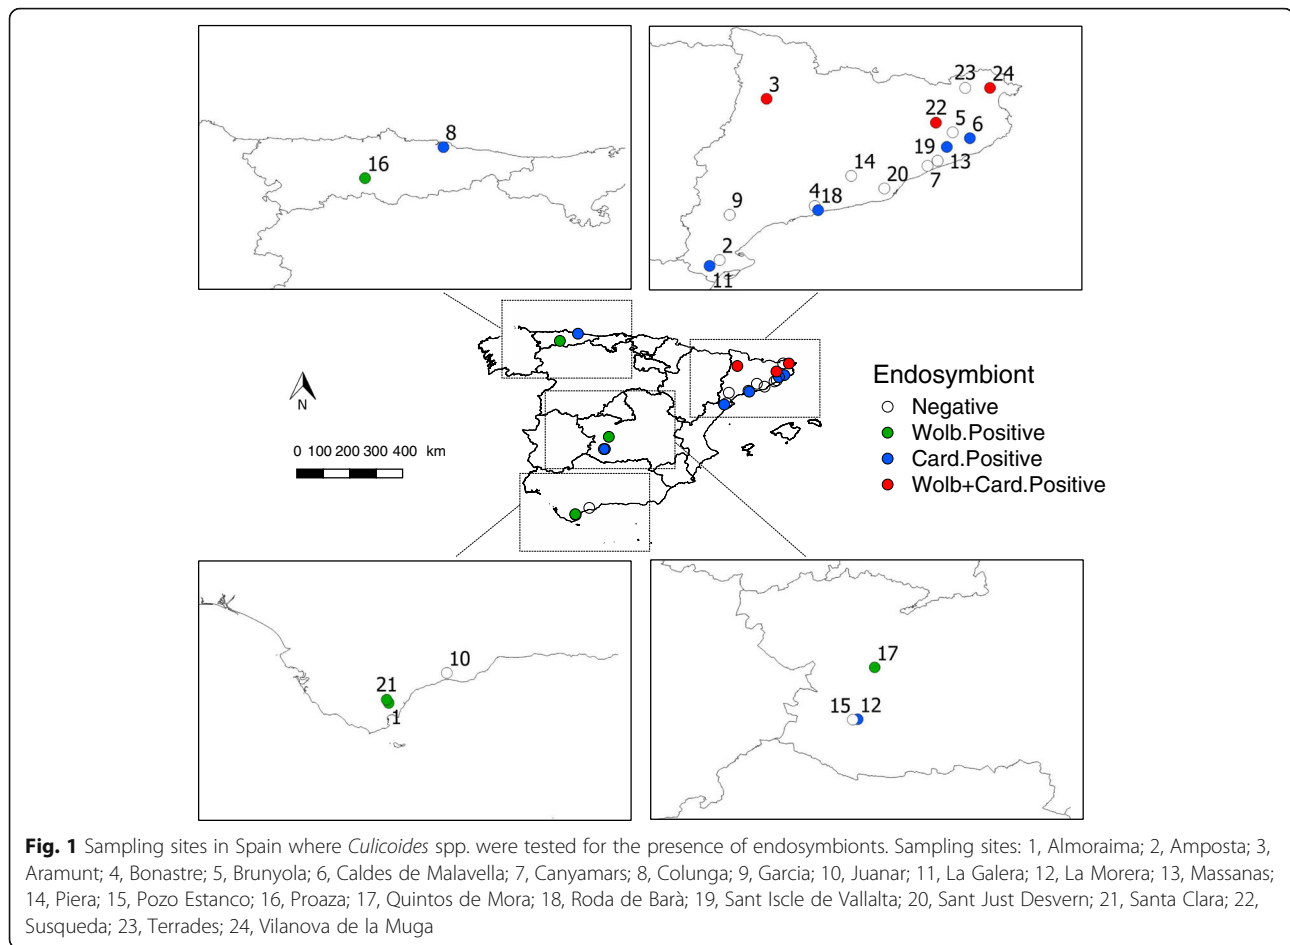 8
16
23
24
3
22
5
6
19
13
14
7
20
4
18
9
2
11
N
0 100 200 300 400 km
Endosymbiont
Negative
Wolb.Positive
Card.Positive
Wolb+Card.Positive
10
21
1
17
15
12
Fig. 1 Sampling sites in Spain where Culicoides spp. were tested for the presence of endosymbionts. Sampling sites: 1, Almoraima; 2, Amposta; 3,
Aramunt; 4, Bonastre; 5, Brunyola; 6, Caldes de Malavella; 7, Canyamars; 8, Colunga; 9, Garcia; 10, Juanar; 11, La Galera; 12, La Morera; 13, Massanas;
14, Piera; 15, Pozo Estanco; 16, Proaza; 17, Quintos de Mora; 18, Roda de Barà; 19, Sant Iscle de Vallalta; 20, Sant Just Desvern; 21, Santa Clara; 22,
Susqueda; 23, Terrades; 24, Vilanova de la Muga